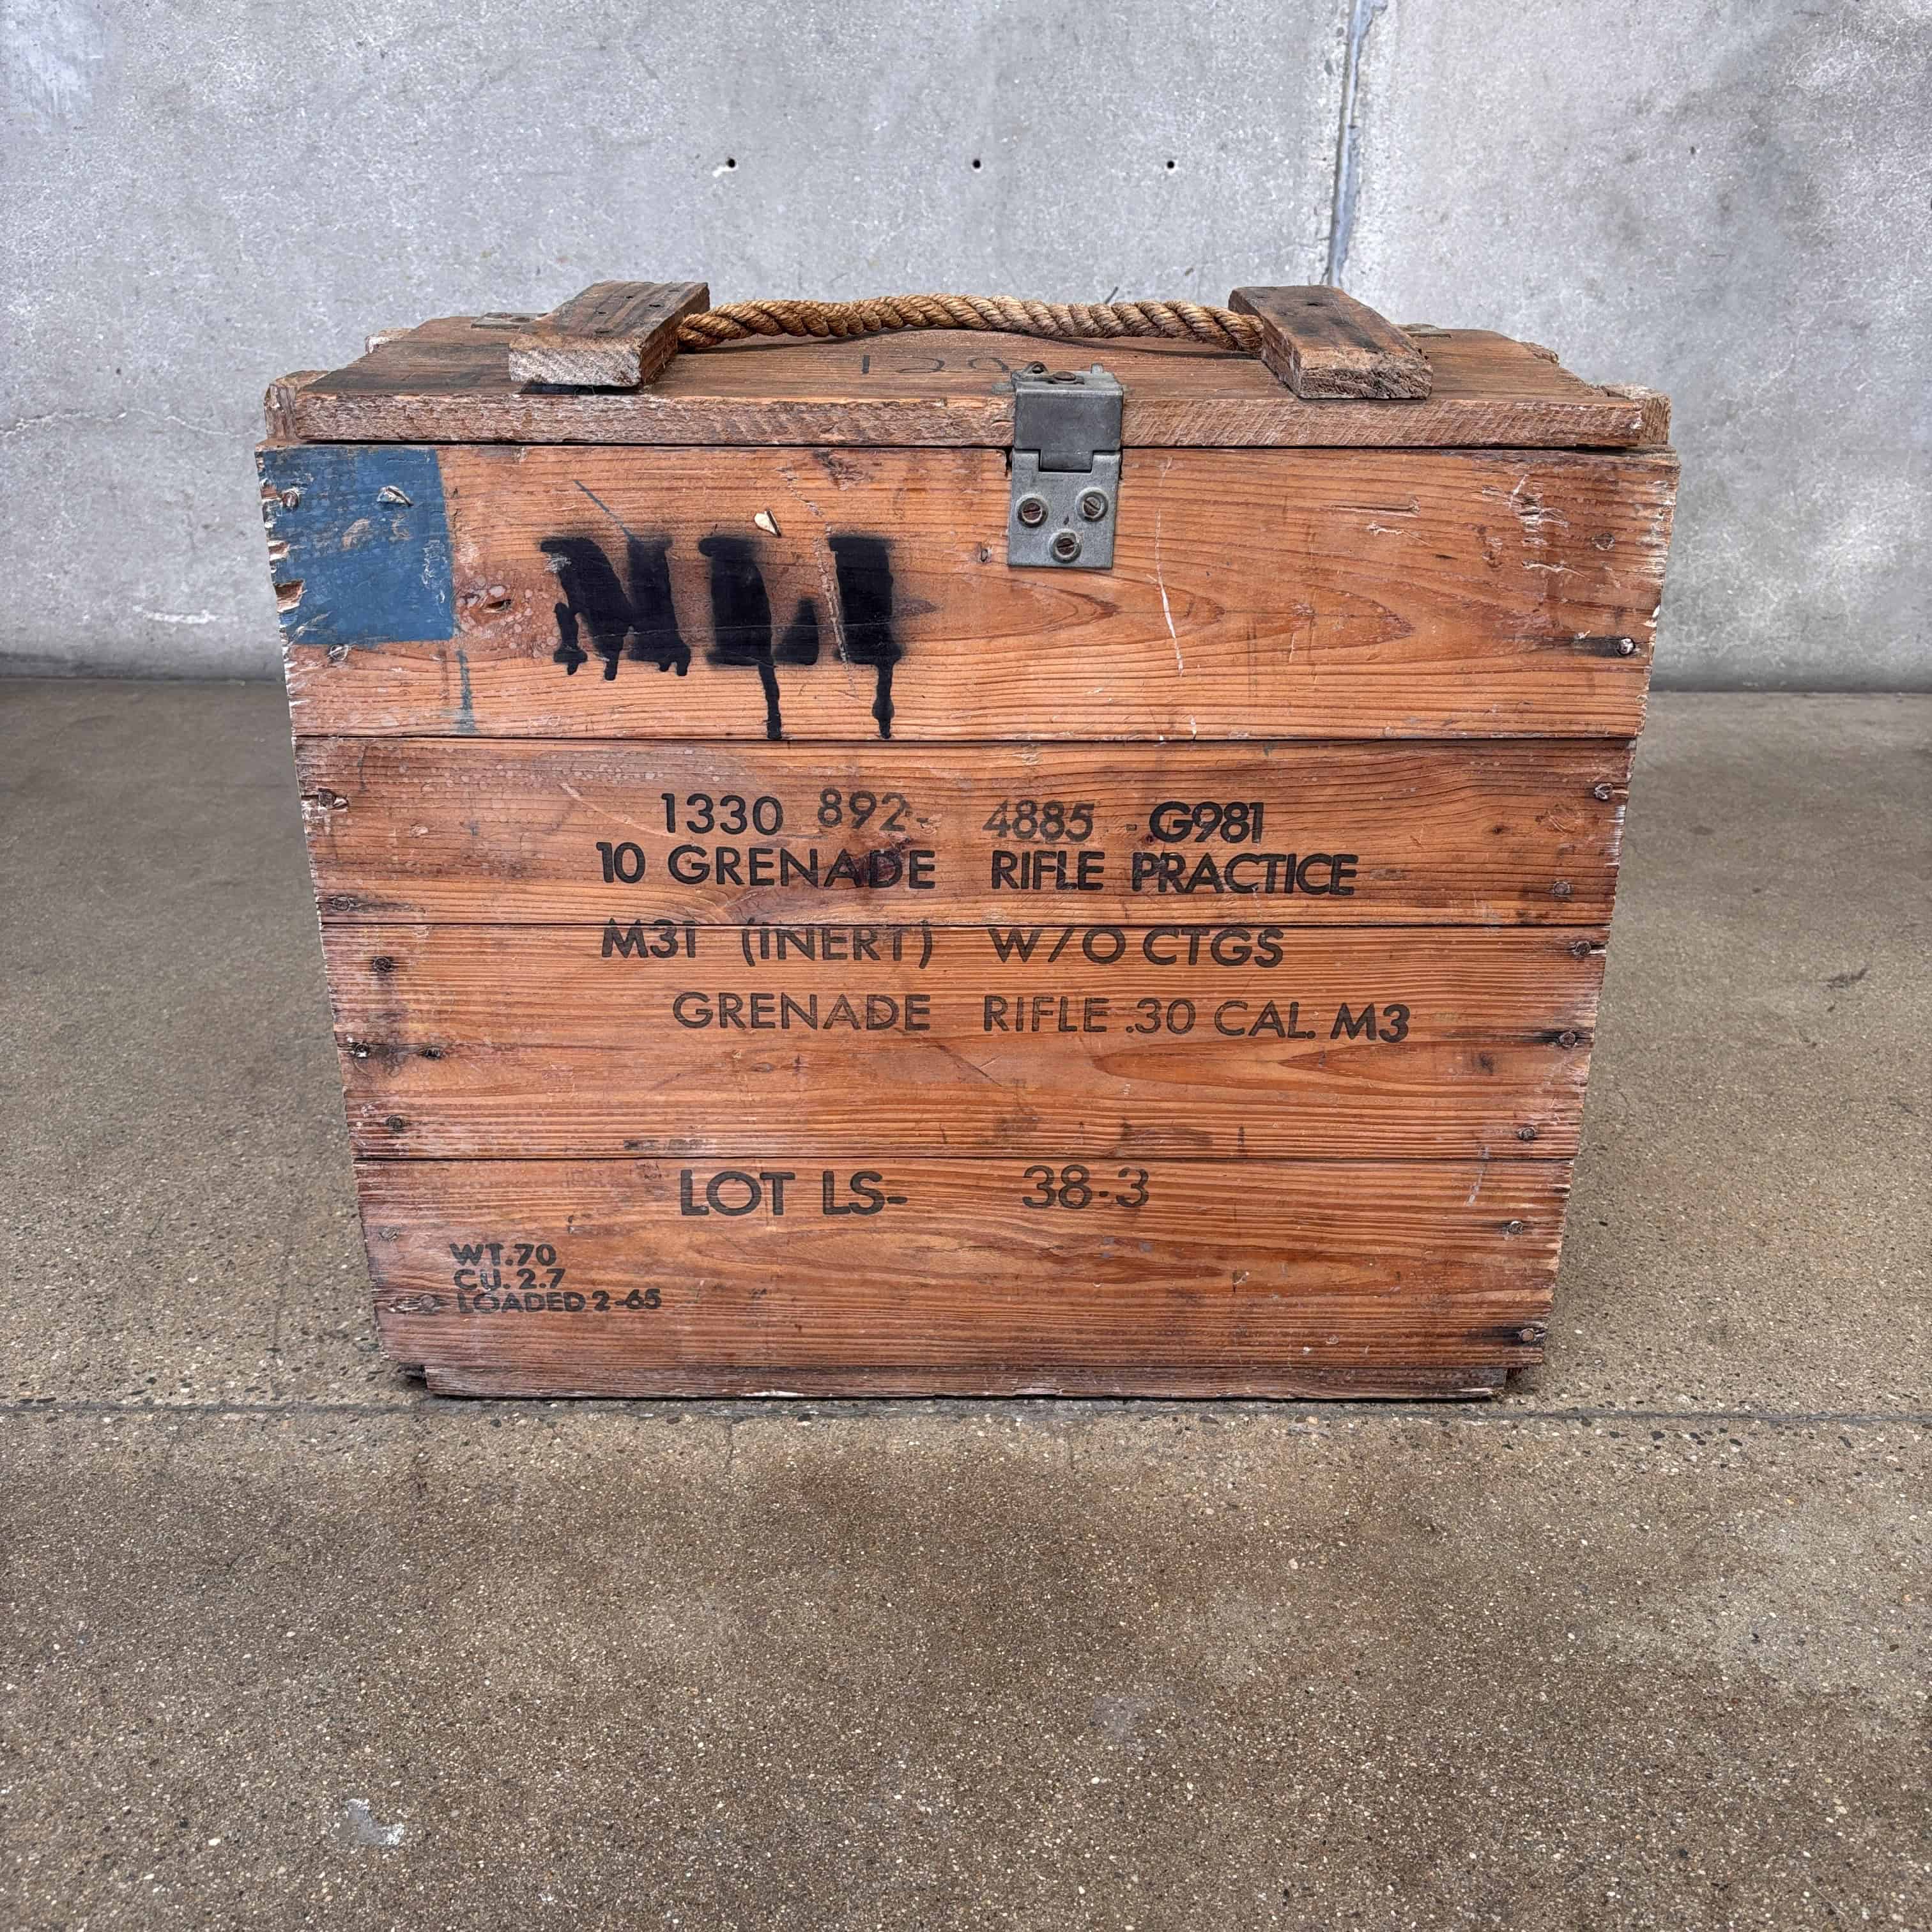 1330 892- 4885 - G981
10 GRENADE RIFLE PRACTICE
M31 (INERT) W/O CTGS
GRENADE RIFLE .30 CAL. M3
LOT LS- 38-3
WT.70
CU. 2.7
LOADED 2-65